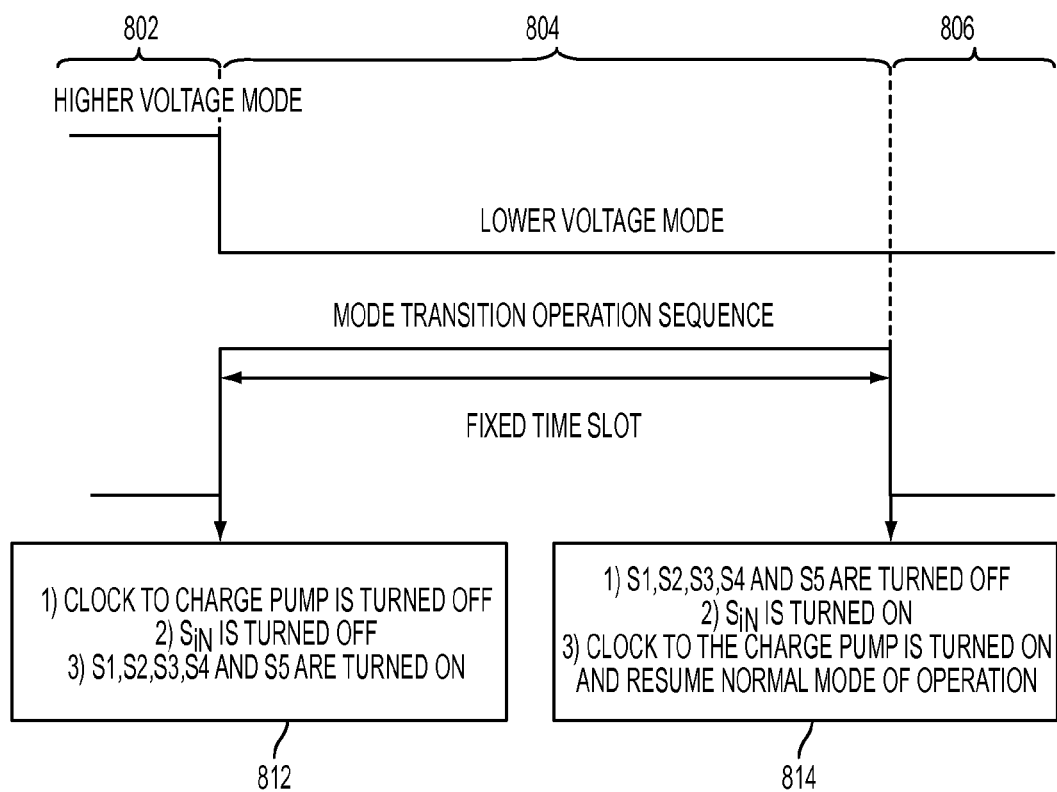 802
804
806
HIGHER VOLTAGE MODE
LOWER VOLTAGE MODE
MODE TRANSITION OPERATION SEQUENCE
FIXED TIME SLOT
1) CLOCK TO CHARGE PUMP IS TURNED OFF
2) SiN IS TURNED OFF
3) S1,S2,S3,S4 AND S5 ARE TURNED ON
1) S1,S2,S3,S4 AND S5 ARE TURNED OFF
2) SiN IS TURNED ON
3) CLOCK TO THE CHARGE PUMP IS TURNED ON
AND RESUME NORMAL MODE OF OPERATION
812
814